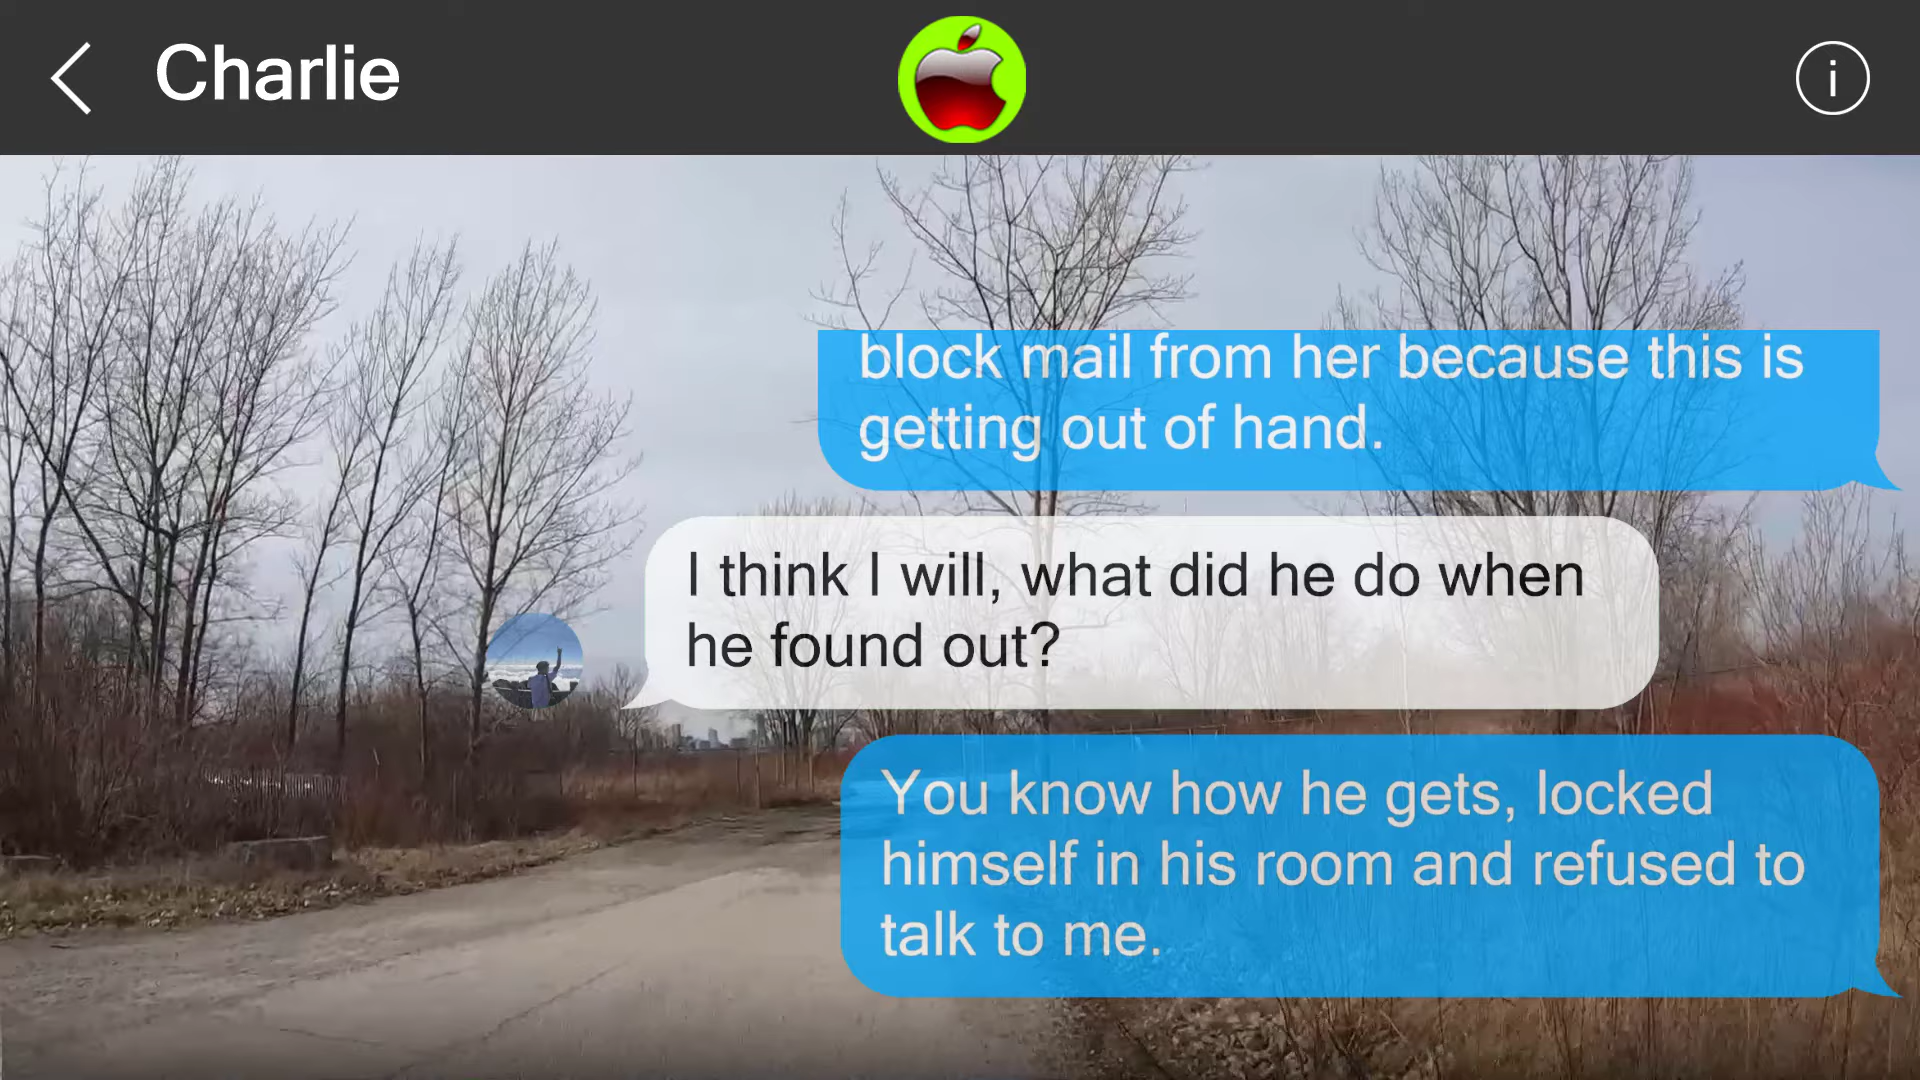 Charlie
i
block mail from her because this is
getting out of hand.
I think I will, what did he do when
he found out?
You know how he gets, locked
himself in his room and refused to
talk to me.